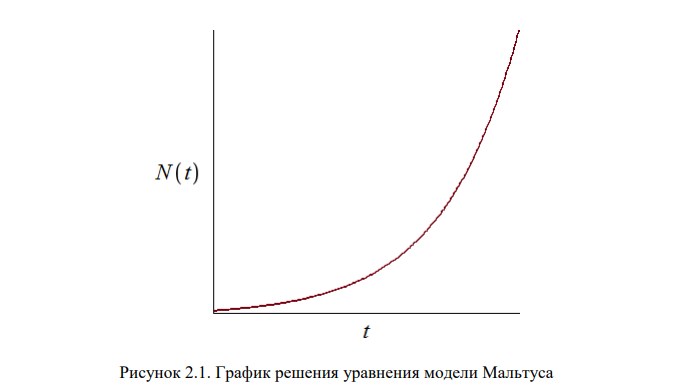 N(t)
t
Рисунок 2.1. График решения уравнения модели Мальтуса